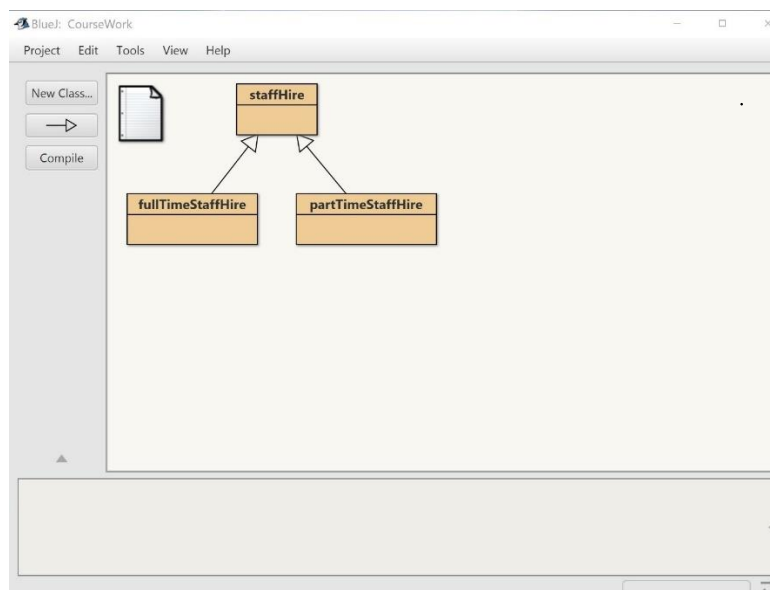 BlueJ: CourseWork
Project Edit Tools View Help
New Class...
Compile
staffHire
fullTimeStaffHire
partTimeStaffHire